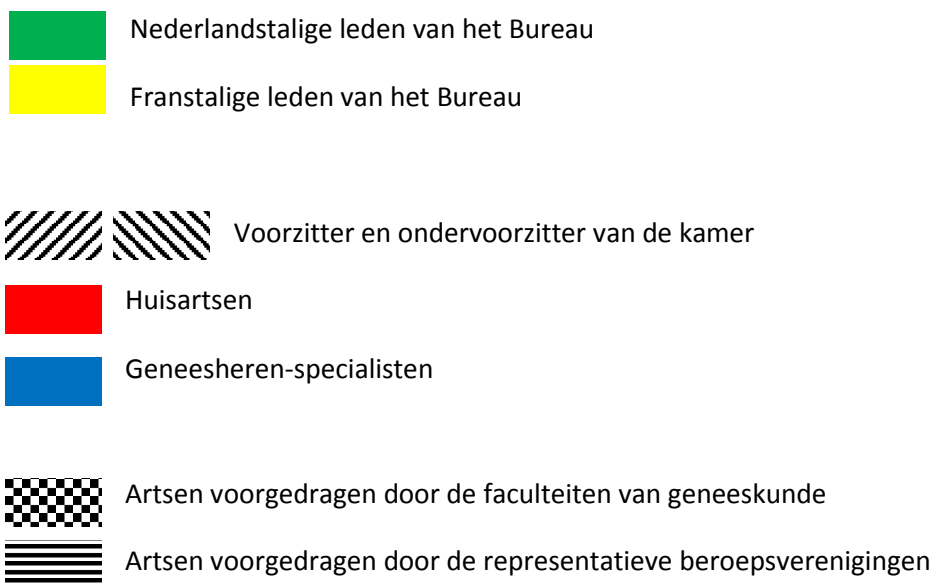 Nederlandstalige leden van het Bureau
Franstalige leden van het Bureau
Voorzitter en ondervoorzitter van de kamer
Huisartsen
Geneesheren-specialisten
Artsen voorgedragen door de faculteiten van geneeskunde
Artsen voorgedragen door de representatieve beroepsverenigingen